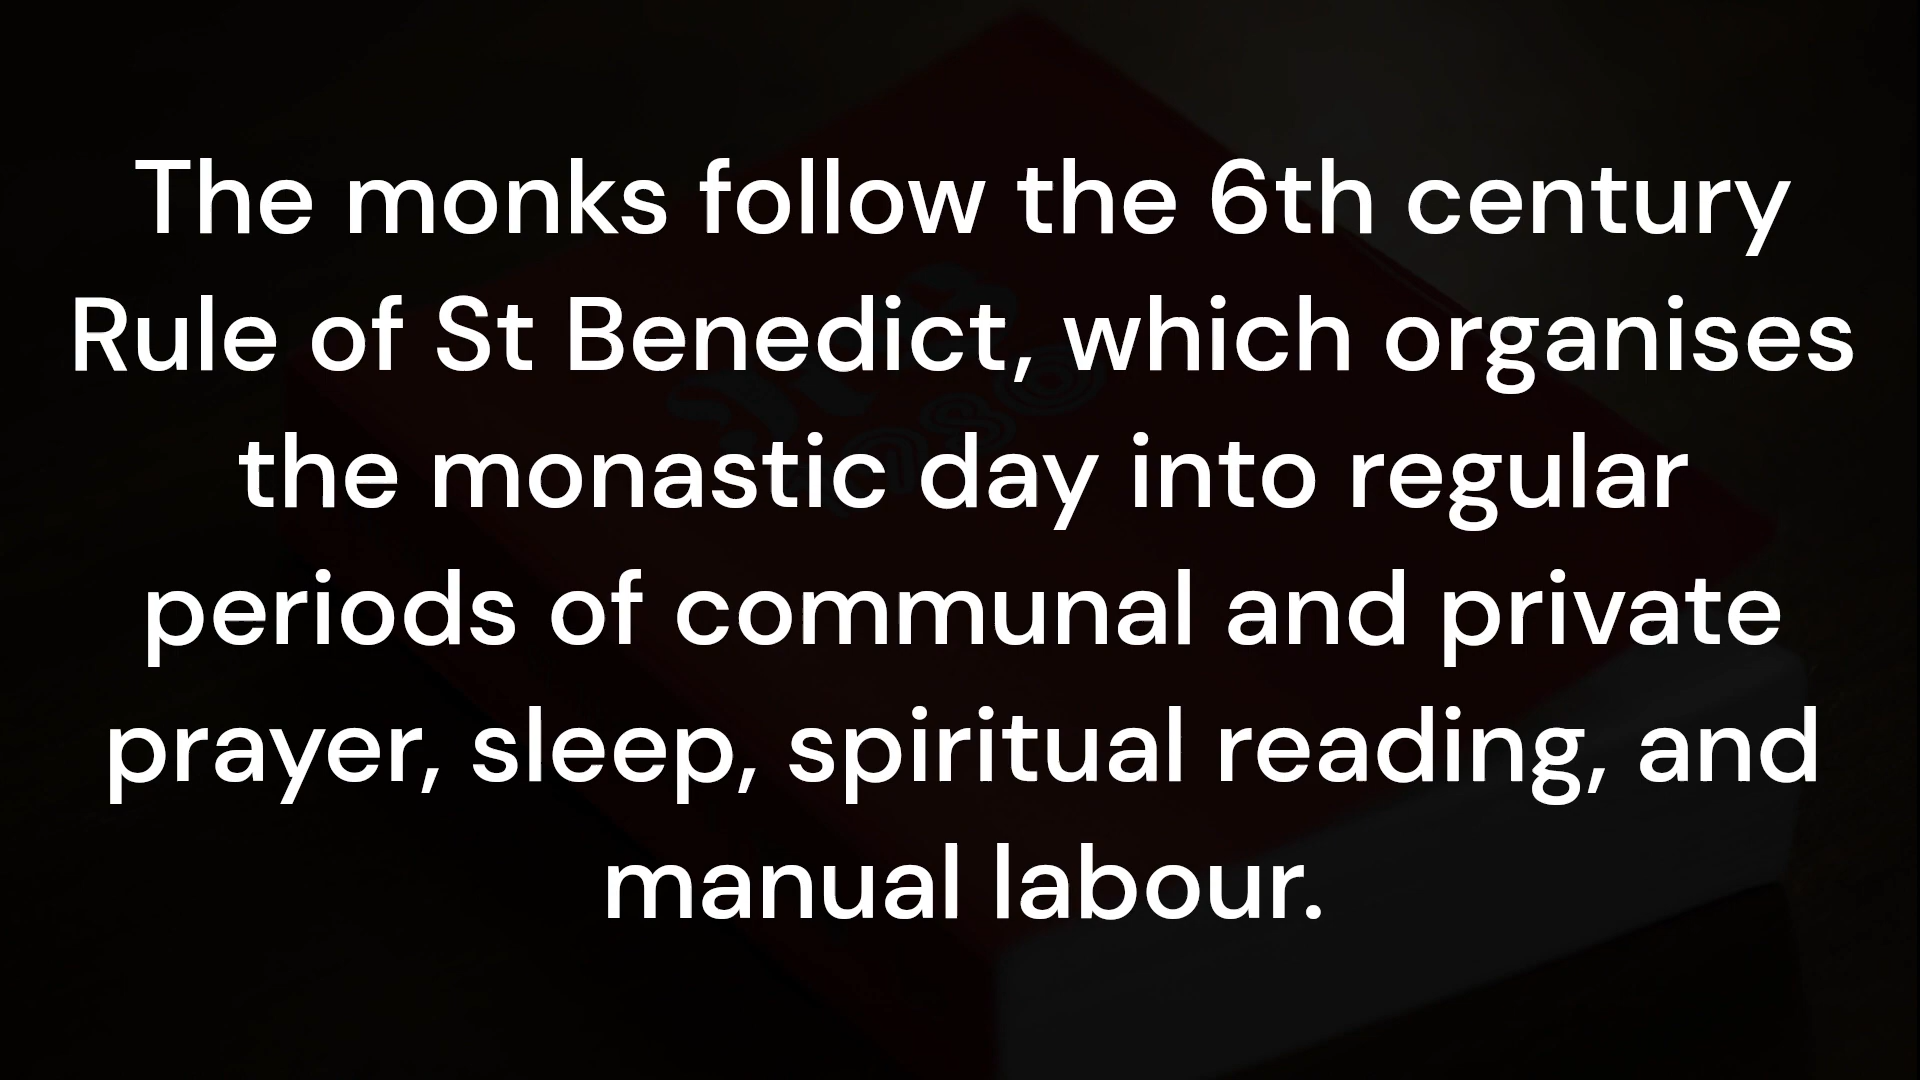 The monks follow the 6th century
Rule of St Benedict, which organises
the monastic day into regular
periods of communal and private
prayer, sleep, spiritual reading, and
manual labour.